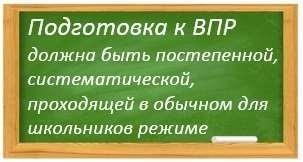 Подготовка к ВПР
должна быть постепенной,
систематической,
проходящей в обычном для
школьников режиме